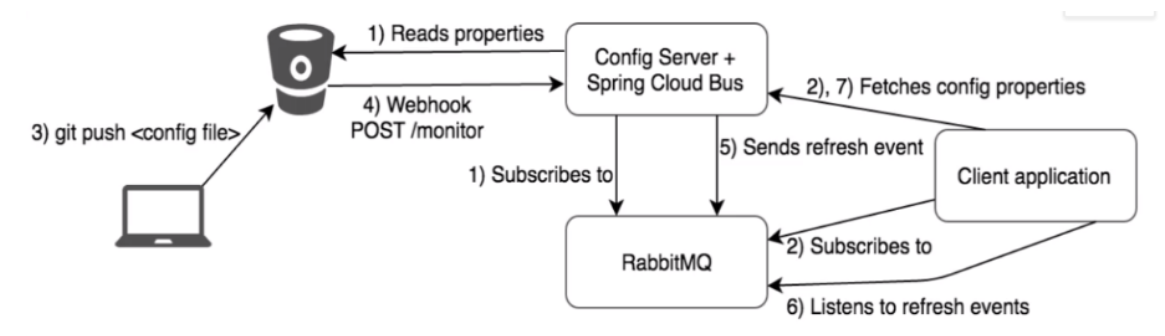 1) Reads properties
Config Server +
Spring Cloud Bus
2), 7) Fetches config properties
4) Webhook
POST /monitor
3) git push <config file>
5) Sends refresh event
1) Subscribes to
Client application
RabbitMQ
2) Subscribes to
6) Listens to refresh events